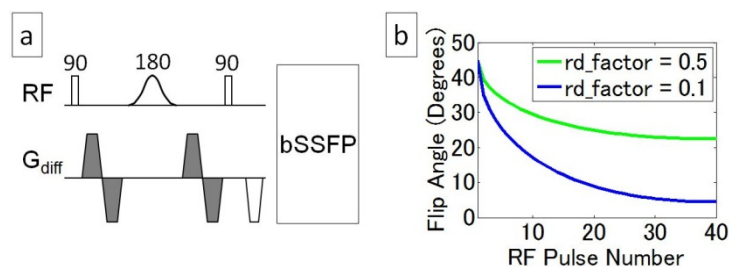 a
90 180 90
RF
G diff
bSSFP
b
50
40
30
20
10
0
Flip Angle (Degrees)
rd_factor = 0.5
rd_factor = 0.1
10 20 30 40
RF Pulse Number